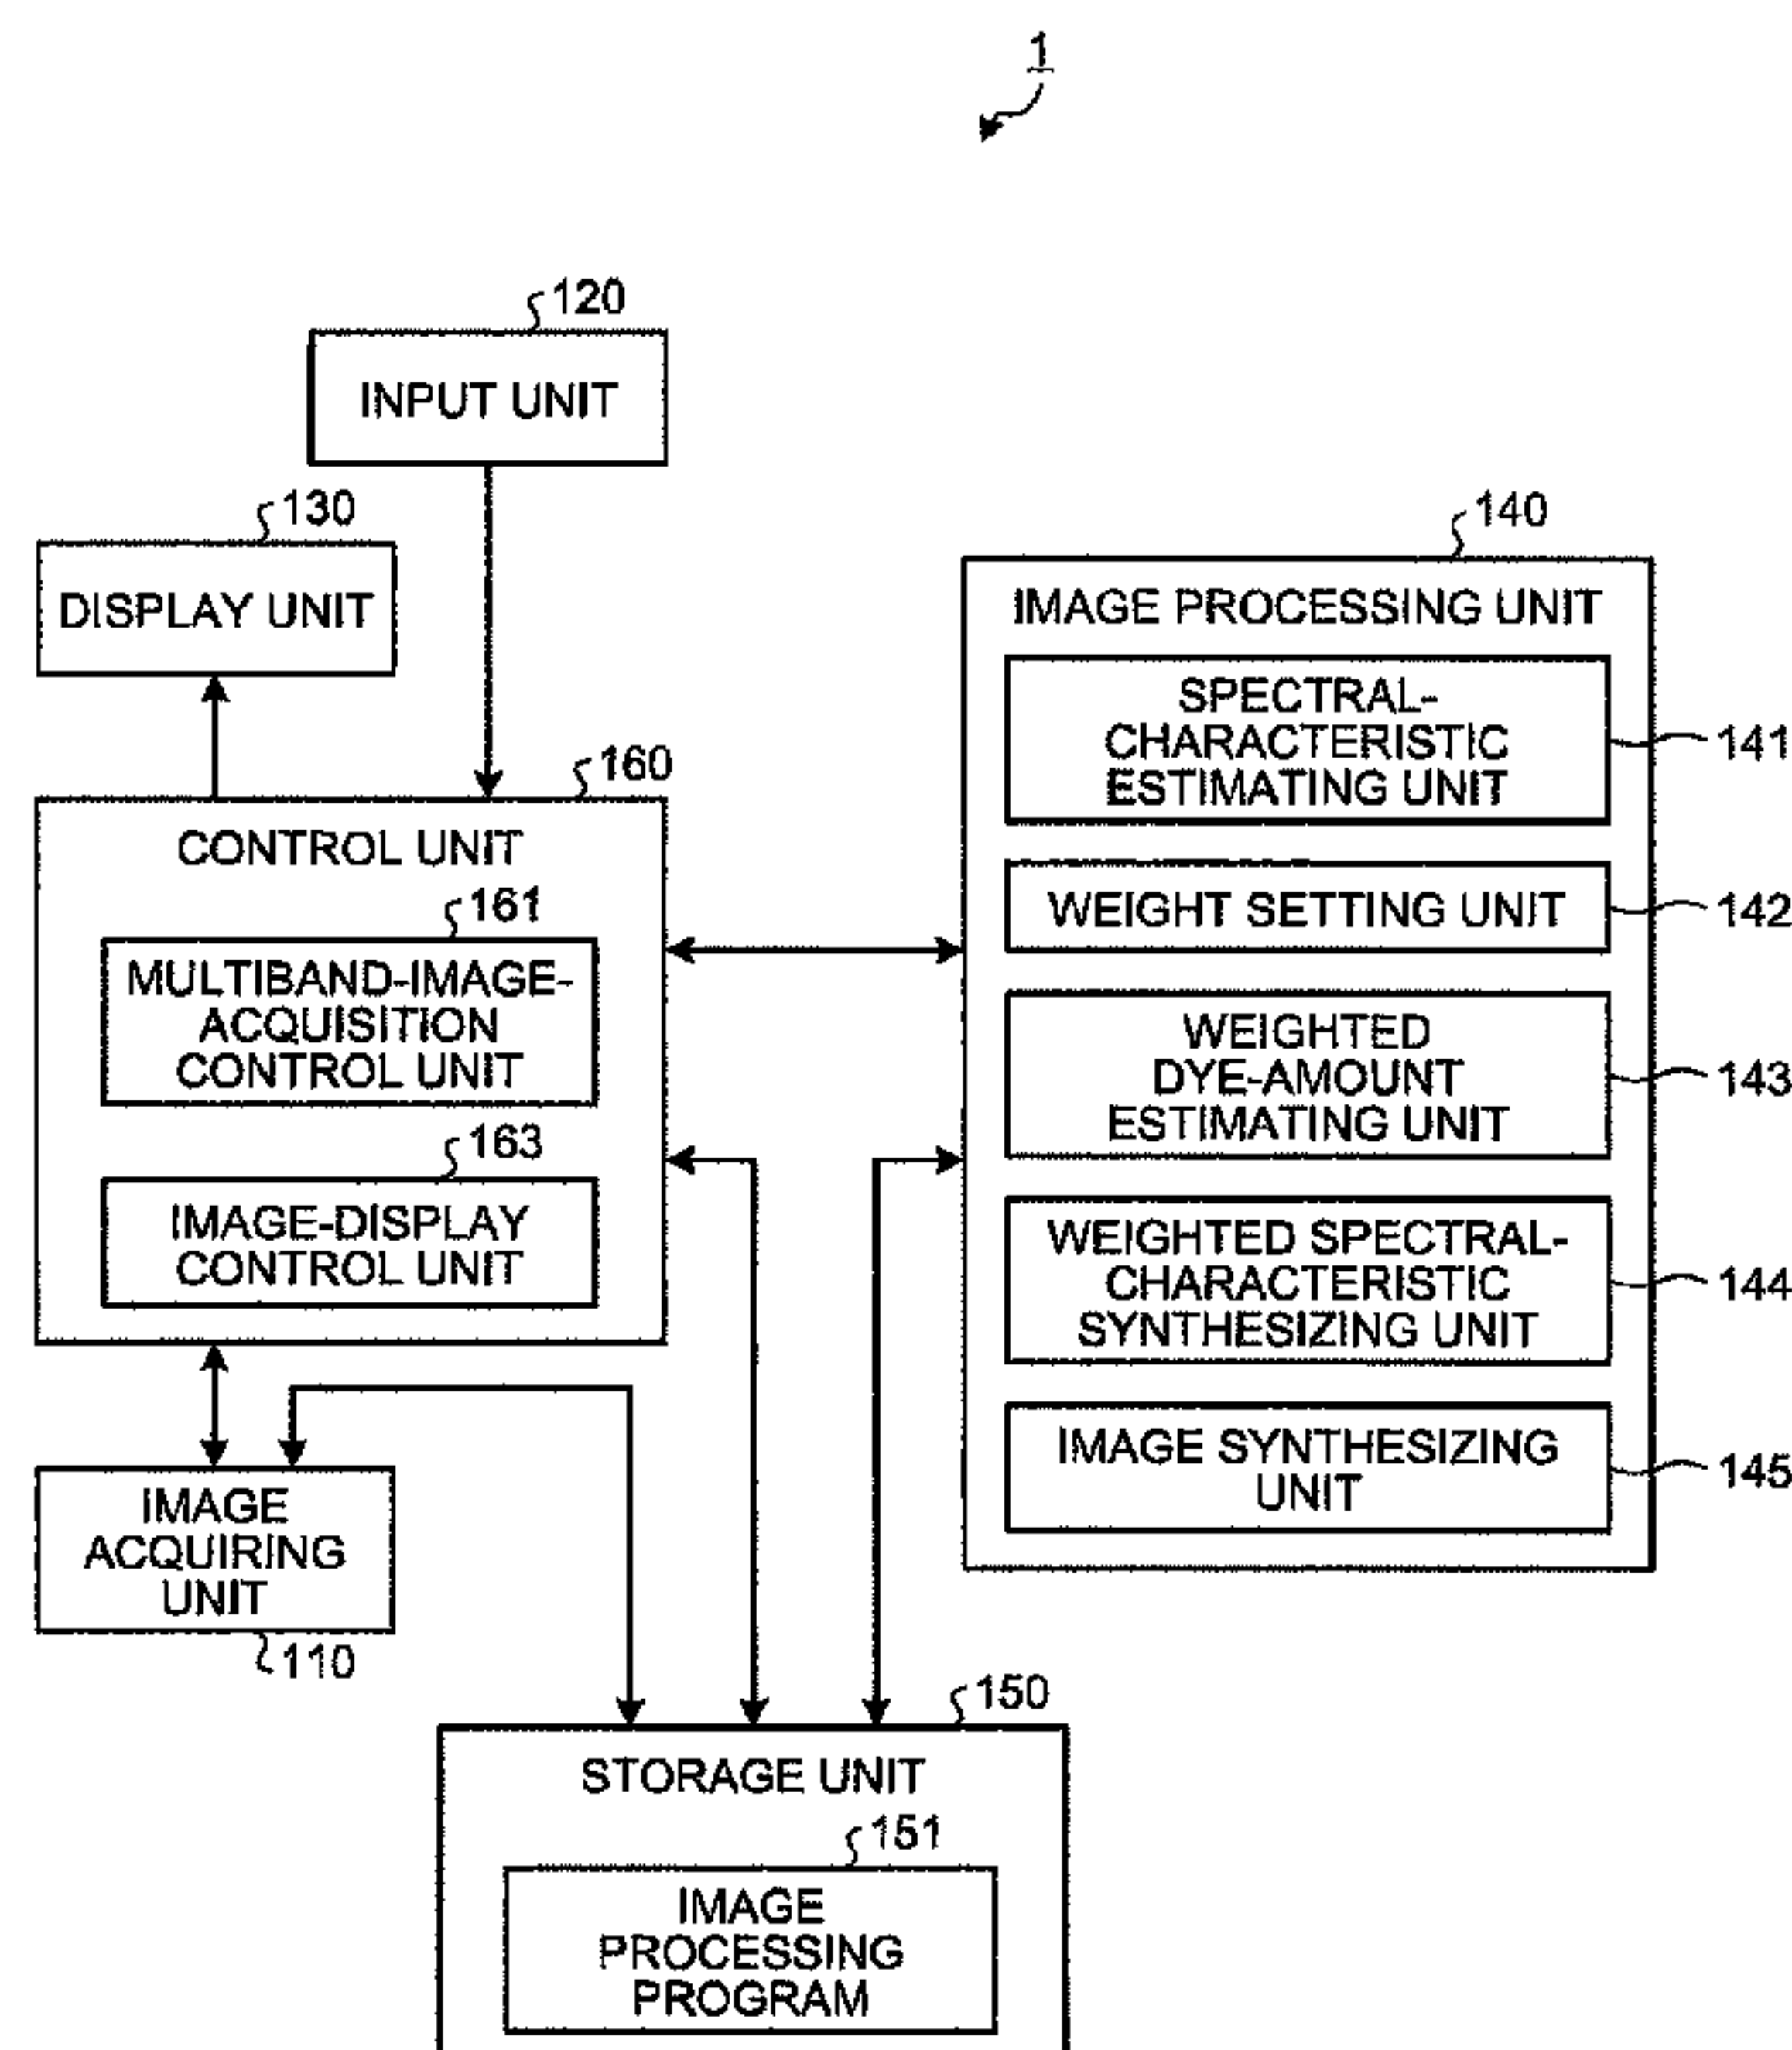 1
120
INPUT UNIT
130
DISPLAY UNIT
160
CONTROL UNIT
161
MULTIBAND-IMAGE-
ACQUISITION
CONTROL UNIT
163
IMAGE-DISPLAY
CONTROL UNIT
IMAGE
ACQUIRING
UNIT
110
140
IMAGE PROCESSING UNIT
SPECTRAL-
CHARACTERISTIC
ESTIMATING UNIT
141
WEIGHT SETTING UNIT
142
WEIGHTED
DYE-AMOUNT
ESTIMATING UNIT
143
WEIGHTED SPECTRAL-
CHARACTERISTIC
SYNTHESIZING UNIT
144
IMAGE SYNTHESIZING
UNIT
145
150
STORAGE UNIT
151
IMAGE
PROCESSING
PROGRAM